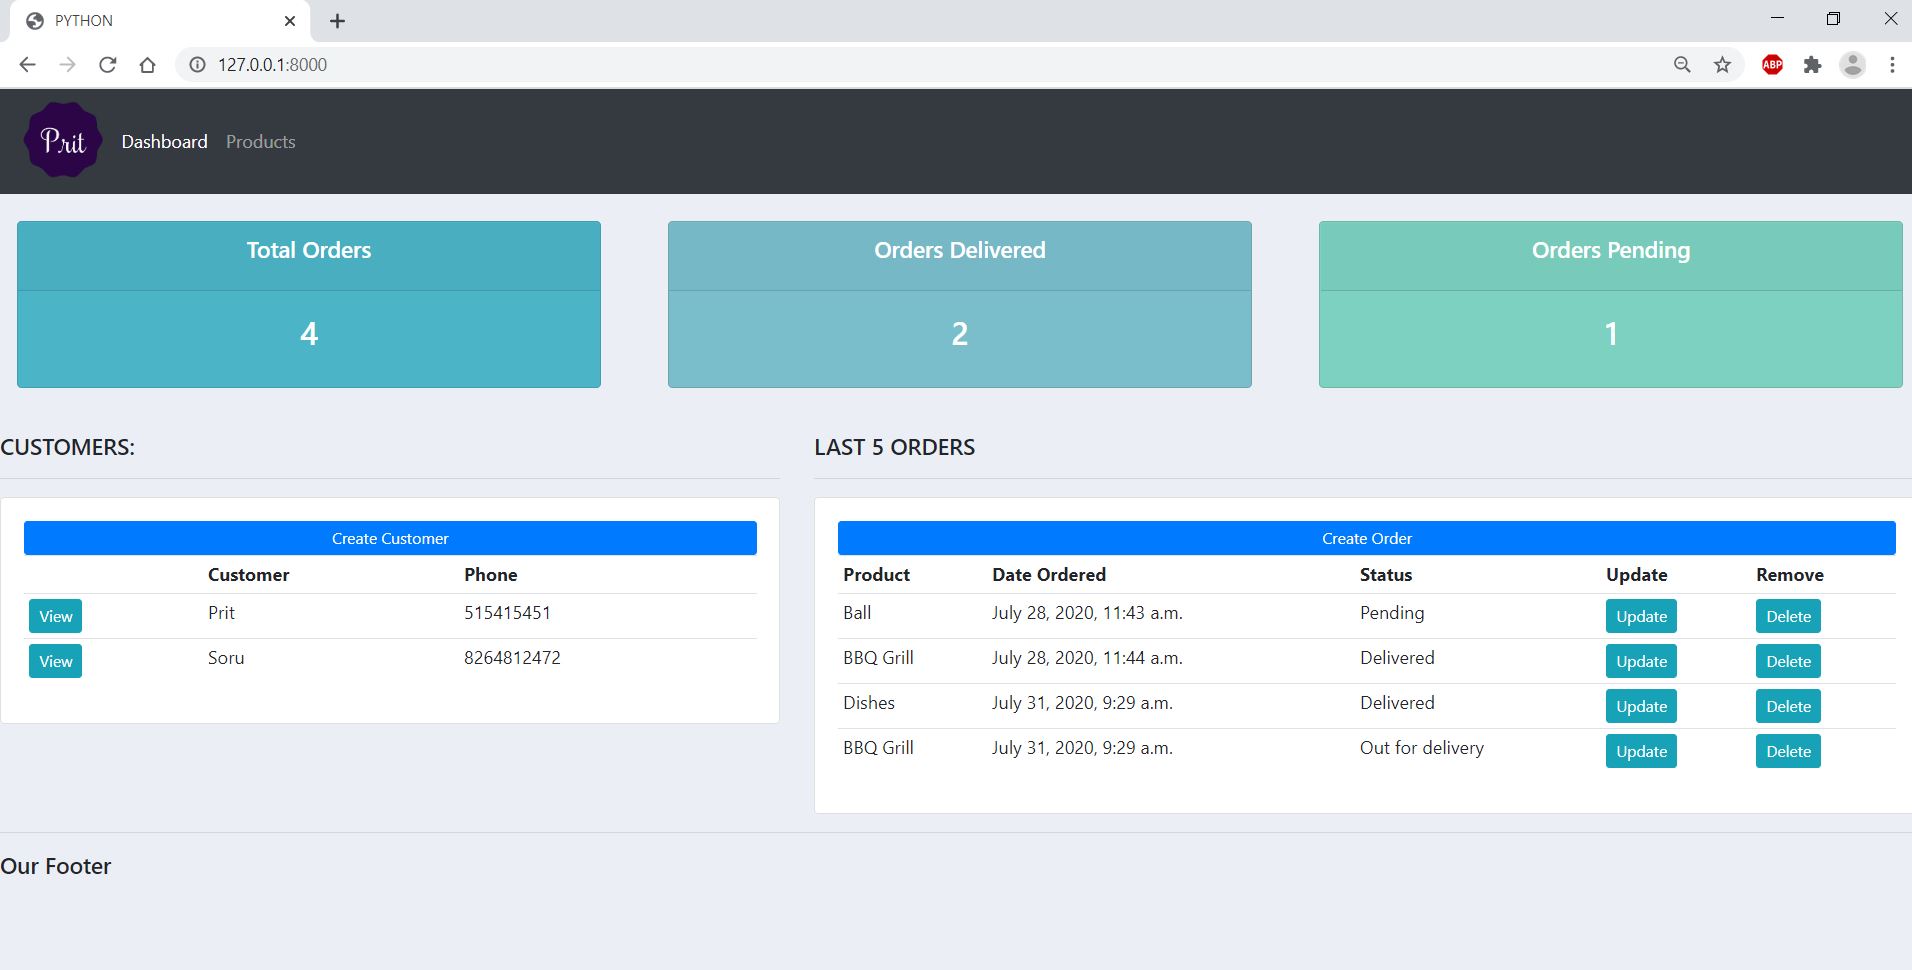 PYTHON
127.0.0.1:8000
ABP
Prit Dashboard Products
Total Orders
4
Orders Delivered
2
Orders Pending
1
CUSTOMERS:
Create Customer
Customer Phone
View Prit 515415451
View Soru 8264812472
LAST 5 ORDERS
Create Order
Product Date Ordered Status Update Remove
Ball July 28, 2020, 11:43 a.m. Pending Update Delete
BBQ Grill July 28, 2020, 11:44 a.m. Delivered Update Delete
Dishes July 31, 2020, 9:29 a.m. Delivered Update Delete
BBQ Grill July 31, 2020, 9:29 a.m. Out for delivery Update Delete
Our Footer